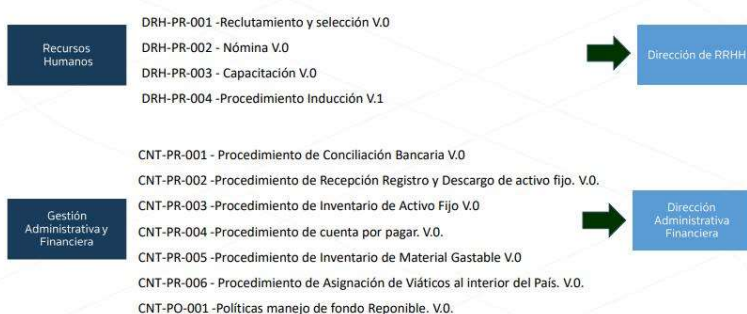 Recursos
Humanos
DRH-PR-001 -Reclutamiento y selección V.0
DRH-PR-002 - Nómina V.0
DRH-PR-003 - Capacitación V.0
DRH-PR-004 -Procedimiento Inducción V.1
Dirección de RRHH
Gestión
Administrativa y
Financiera
CNT-PR-001 - Procedimiento de Conciliación Bancaria V.0
CNT-PR-002 -Procedimiento de Recepción Registro y Descargo de activo fijo. V.0.
CNT-PR-003 - Procedimiento de Inventario de Activo Fijo V.0
CNT-PR-004 -Procedimiento de cuenta por pagar. V.0.
CNT-PR-005 - Procedimiento de Inventario de Material Gastable V.0
CNT-PR-006 - Procedimiento de Asignación de Viáticos al interior del País. V.0.
CNT-PO-001 -Políticas manejo de fondo Reponible. V.0.
Dirección
Administrativa
Financiera